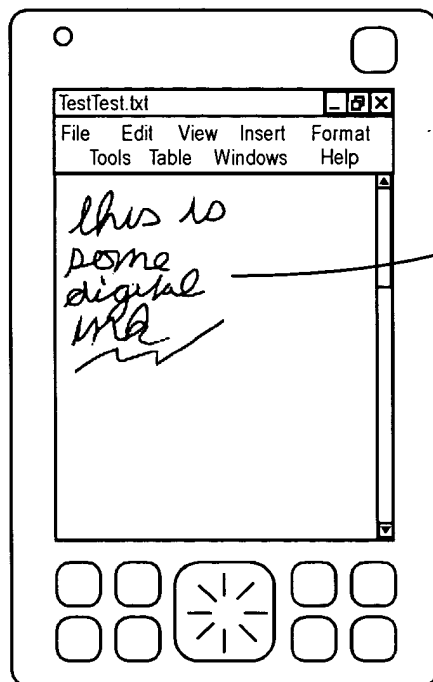 TestTest.txt
File Edit View Insert Format
Tools Table Windows Help
this is
some
digital
ink